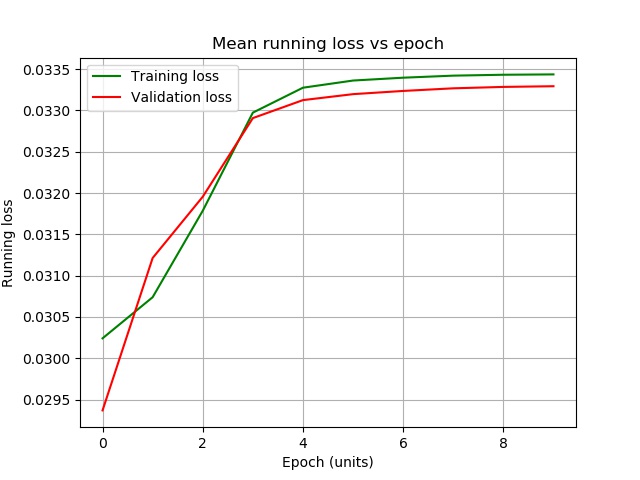 Mean running loss vs epoch
Training loss
Validation loss
Running loss
0.0335
0.0330
0.0325
0.0320
0.0315
0.0310
0.0305
0.0300
0.0295
0 2 4 6 8
Epoch (units)